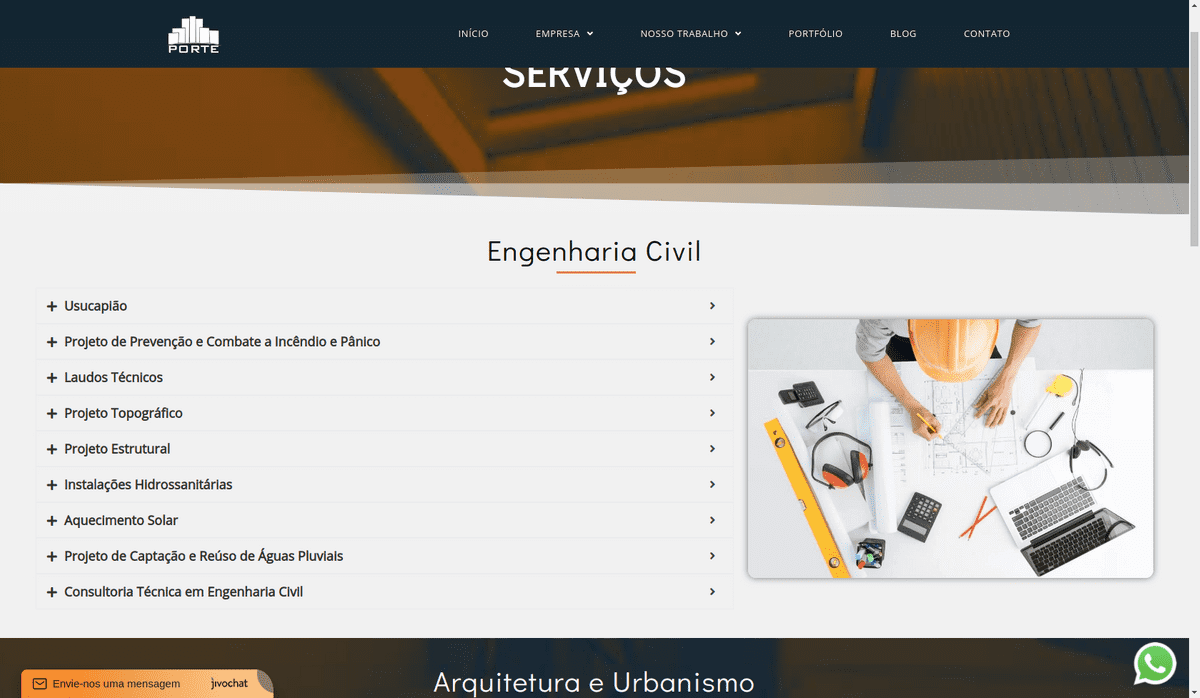 PORTE
INÍCIO
EMPRESA
NOSSO TRABALHO
PORTFÓLIO
BLOG
CONTATO
SERVIÇOS
Engenharia Civil
Usucapião
Projeto de Prevenção e Combate a Incêndio e Pânico
Laudos Técnicos
Projeto Topográfico
Projeto Estrutural
Instalações Hidrossanitárias
Aquecimento Solar
Projeto de Captação e Reúso de Águas Pluviais
Consultoria Técnica em Engenharia Civil
Arquitetura e Urbanismo
Envie-nos uma mensagem
jivochat